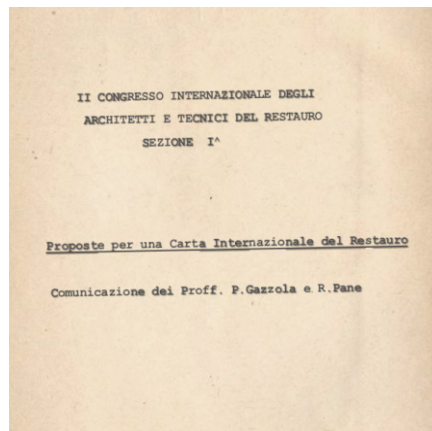 II CONGRESSO INTERNAZIONALE DEGLI
ARCHITETTI E TECNICI DEL RESTAURO
SEZIONE I^
Proposte per una Carta Internazionale del Restauro
Comunicazione dei Proff. P.Gazzola e R.Pane